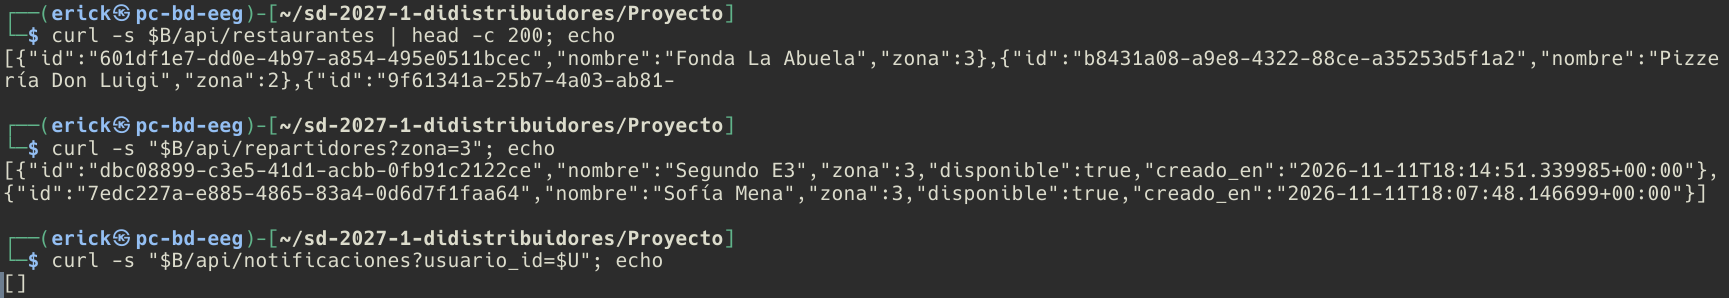 ┌──(erick㉿pc-bd-eeg)-[~/sd-2027-1-didistribuidores/Proyecto]
└─$ curl -s $B/api/restaurantes | head -c 200; echo
[{"id":"601df1e7-dd0e-4b97-a854-495e0511bcec","nombre":"Fonda La Abuela","zona":3},{"id":"b8431a08-a9e8-4322-88ce-a35253d5f1a2","nombre":"Pizze
ría Don Luigi","zona":2},{"id":"9f61341a-25b7-4a03-ab81-
┌──(erick㉿pc-bd-eeg)-[~/sd-2027-1-didistribuidores/Proyecto]
└─$ curl -s "$B/api/repartidores?zona=3"; echo
[{"id":"dbc08899-c3e5-41d1-acbb-0fb91c2122ce","nombre":"Segundo E3","zona":3,"disponible":true,"creado_en":"2026-11-11T18:14:51.339985+00:00"},
{"id":"7edc227a-e885-4865-83a4-0d6d7f1faa64","nombre":"Sofía Mena","zona":3,"disponible":true,"creado_en":"2026-11-11T18:07:48.146699+00:00"}]
┌──(erick㉿pc-bd-eeg)-[~/sd-2027-1-didistribuidores/Proyecto]
└─$ curl -s "$B/api/notificaciones?usuario_id=$U"; echo
[]